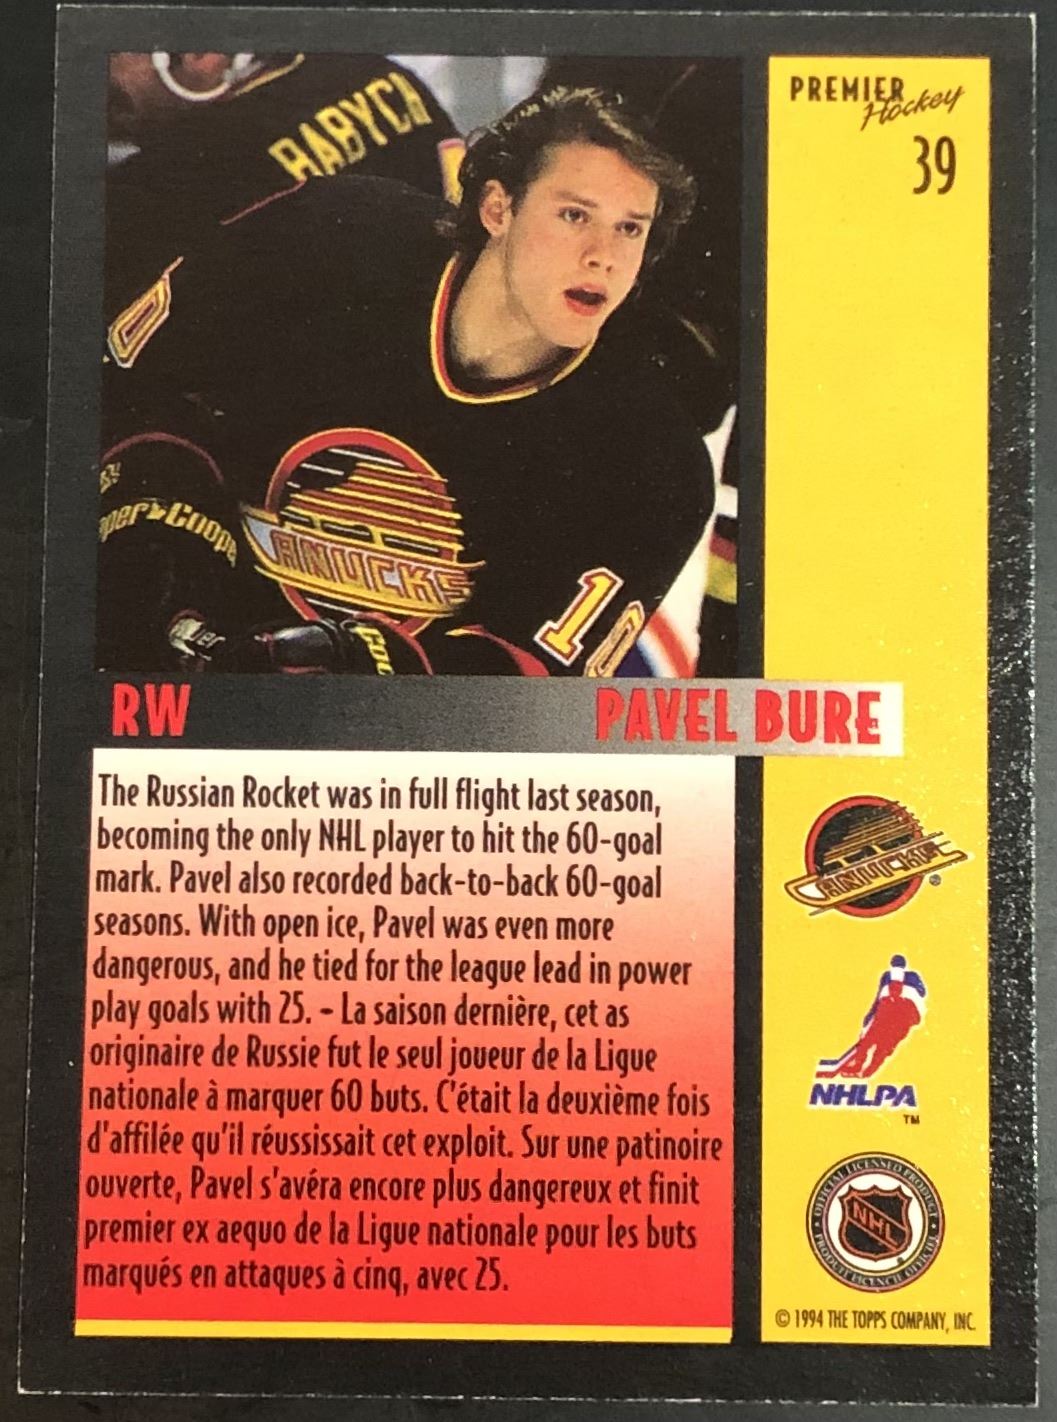 PREMIER
Hockey
39
BABYCH
Cooper
CANUCKS
10
RW
PAVEL BURE
The Russian Rocket was in full flight last season,
becoming the only NHL player to hit the 60-goal
mark. Pavel also recorded back-to-back 60-goal
seasons. With open ice, Pavel was even more
dangerous, and he tied for the league lead in power
play goals with 25. - La saison dernière, cet as
originaire de Russie fut le seul joueur de la Ligue
nationale à marquer 60 buts. C'était la deuxième fois
d'affilée qu'il réussissait cet exploit. Sur une patinoire
ouverte, Pavel s'avéra encore plus dangereux et finit
premier ex aequo de la Ligue nationale pour les buts
marqués en attaques à cinq, avec 25.
CANUCKS
®
NHLPA
TM
OFFICIAL LICENSED PRODUCT
NHL
PRODUIT LICENCIÉ OFFICIEL
© 1994 THE TOPPS COMPANY, INC.